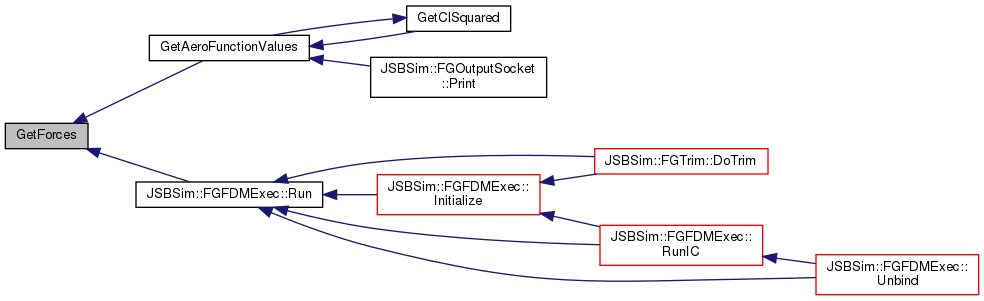 GetClSquared
GetAeroFunctionValues
JSBSim::FGOutputSocket
::Print
GetForces
JSBSim::FGTrim::DoTrim
JSBSim::FGFDMExec::Run
JSBSim::FGFDMExec::
Initialize
JSBSim::FGFDMExec::
RunIC
JSBSim::FGFDMExec::
Unbind